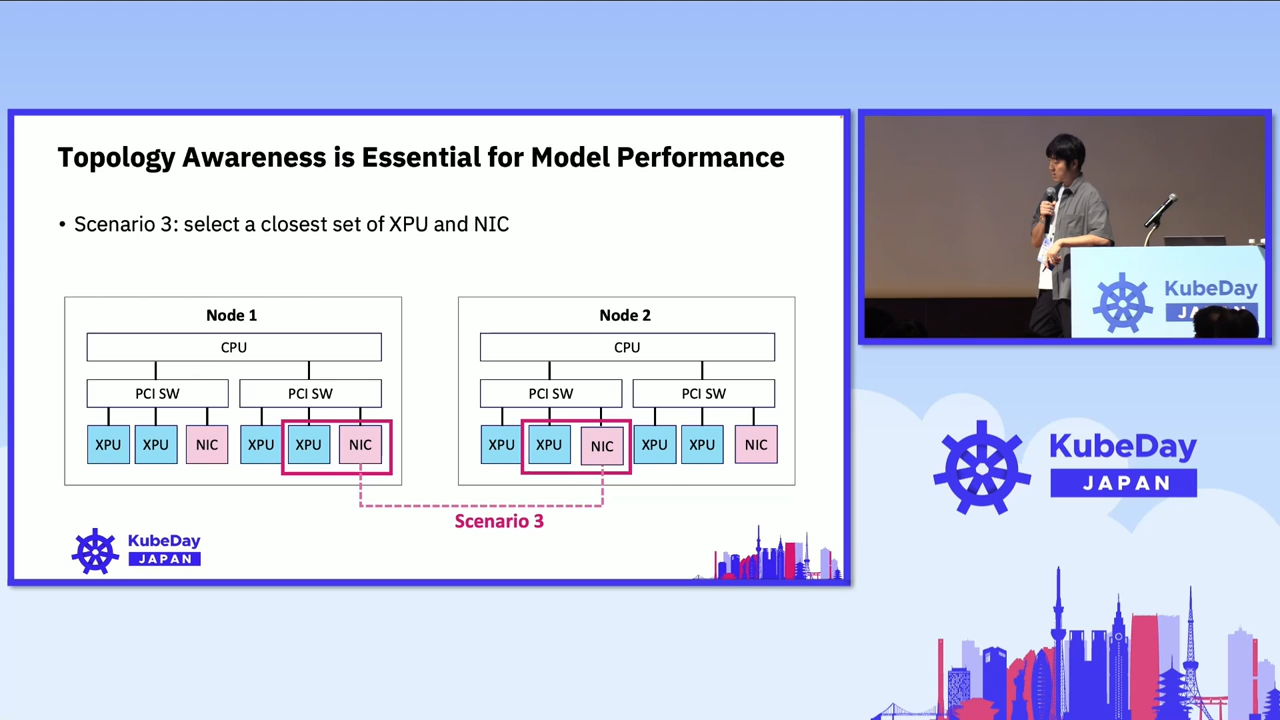 Topology Awareness is Essential for Model Performance
• Scenario 3: select a closest set of XPU and NIC
Node 1
CPU
PCI SW
PCI SW
XPU
XPU
NIC
XPU
XPU
NIC
Node 2
CPU
PCI SW
PCI SW
XPU
XPU
NIC
XPU
XPU
NIC
Scenario 3
KubeDay
JAPAN
KubeDay
KubeDay
JAPAN